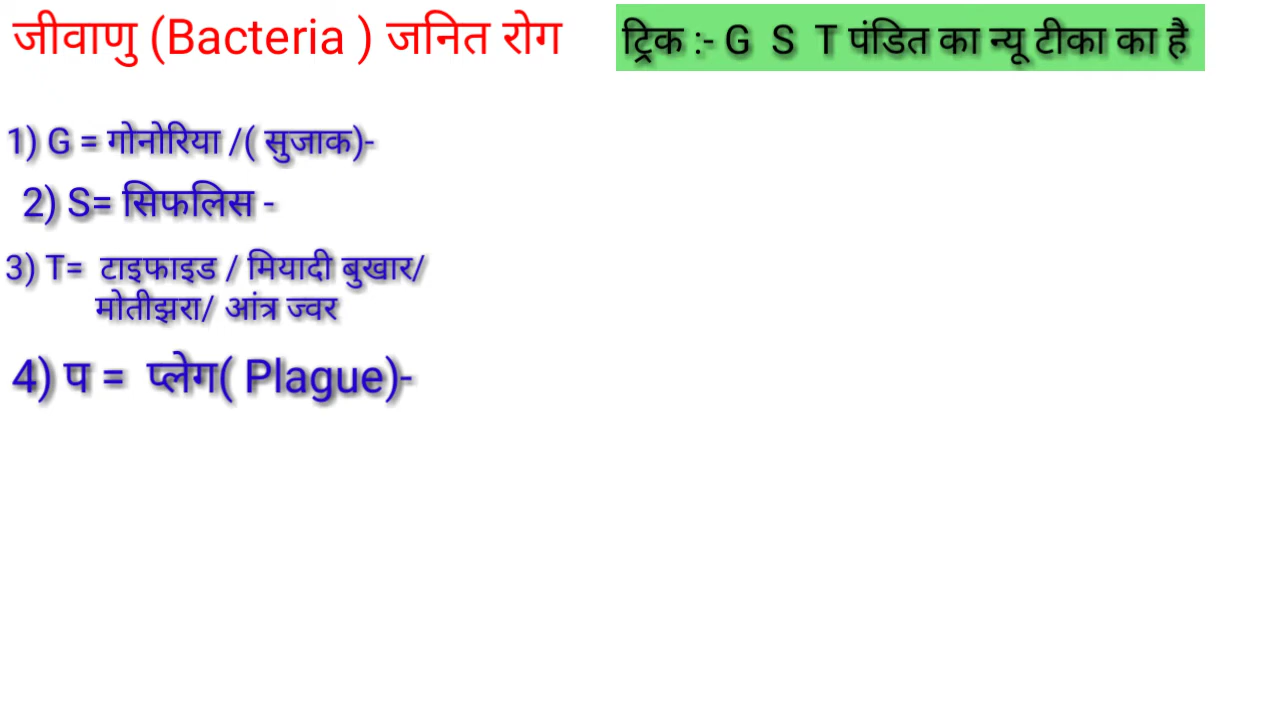 जीवाणु (Bacteria ) जनित रोग
ट्रिक :- G S T पंडित का न्यू टीका का है
1) G = गोनोरिया /( सुजाक)-
2) S= सिफलिस -
3) T= टाइफाइड / मियादी बुखार/
मोतीझरा/ आंत्र ज्वर
4) प = प्लेग( Plague)-